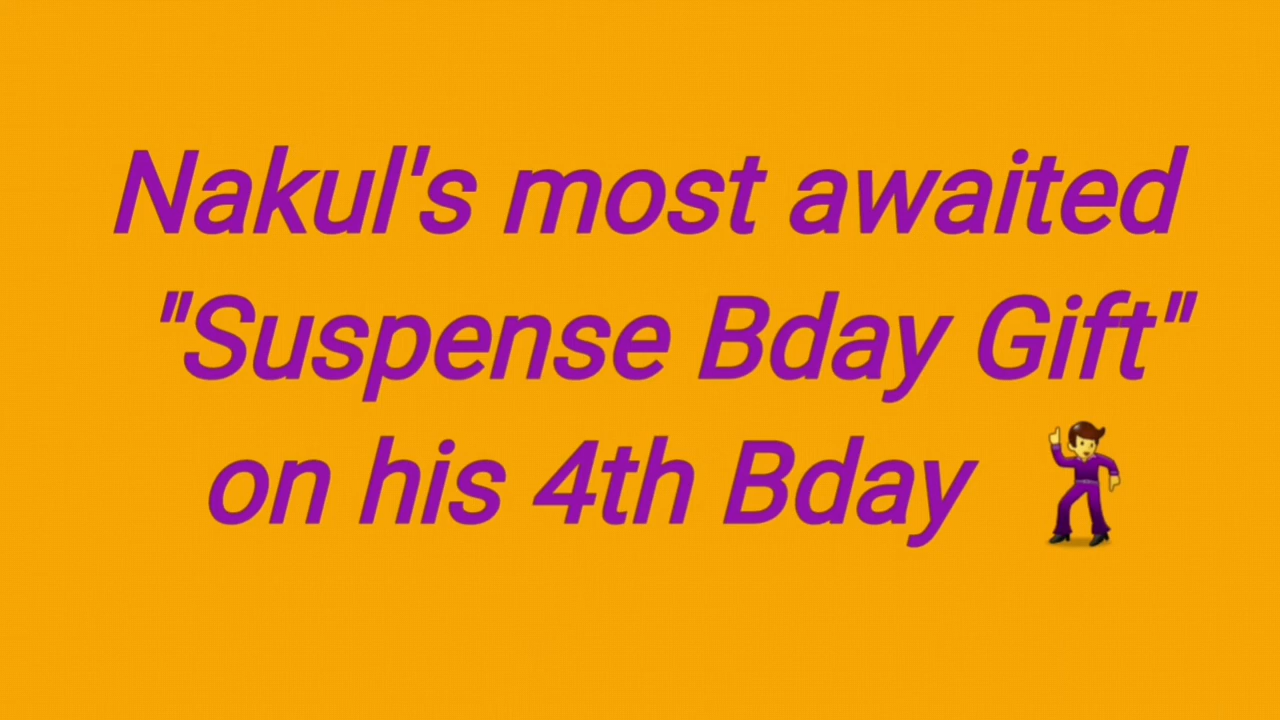 Nakul's most awaited
"Suspense Bday Gift"
on his 4th Bday 🕺